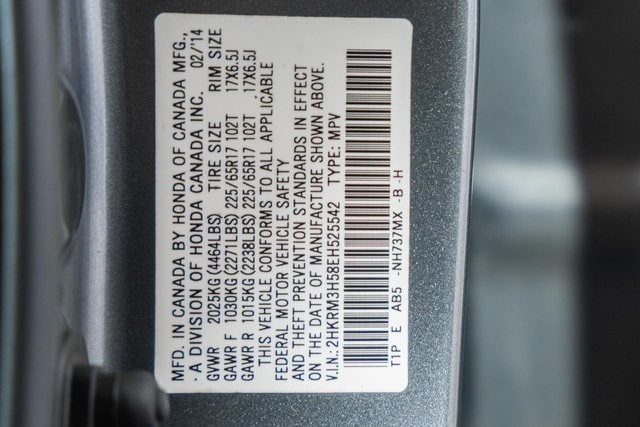 MFD. IN CANADA BY HONDA OF CANADA MFG.,
- A DIVISION OF HONDA CANADA INC. 02/'14
GVWR 2025KG(4464LBS) TIRE SIZE RIM SIZE
GAWR F 1030KG(2271LBS) 225/65R17 102T 17X6.5J
GAWR R 1015KG(2238LBS) 225/65R17 102T 17X6.5J
THIS VEHICLE CONFORMS TO ALL APPLICABLE
FEDERAL MOTOR VEHICLE SAFETY
AND THEFT PREVENTION STANDARDS IN EFFECT
ON THE DATE OF MANUFACTURE SHOWN ABOVE.
V.I.N.: 2HKRM3H58EH525542 TYPE: MPV
T1P E AB5 -NH737MX -B -H